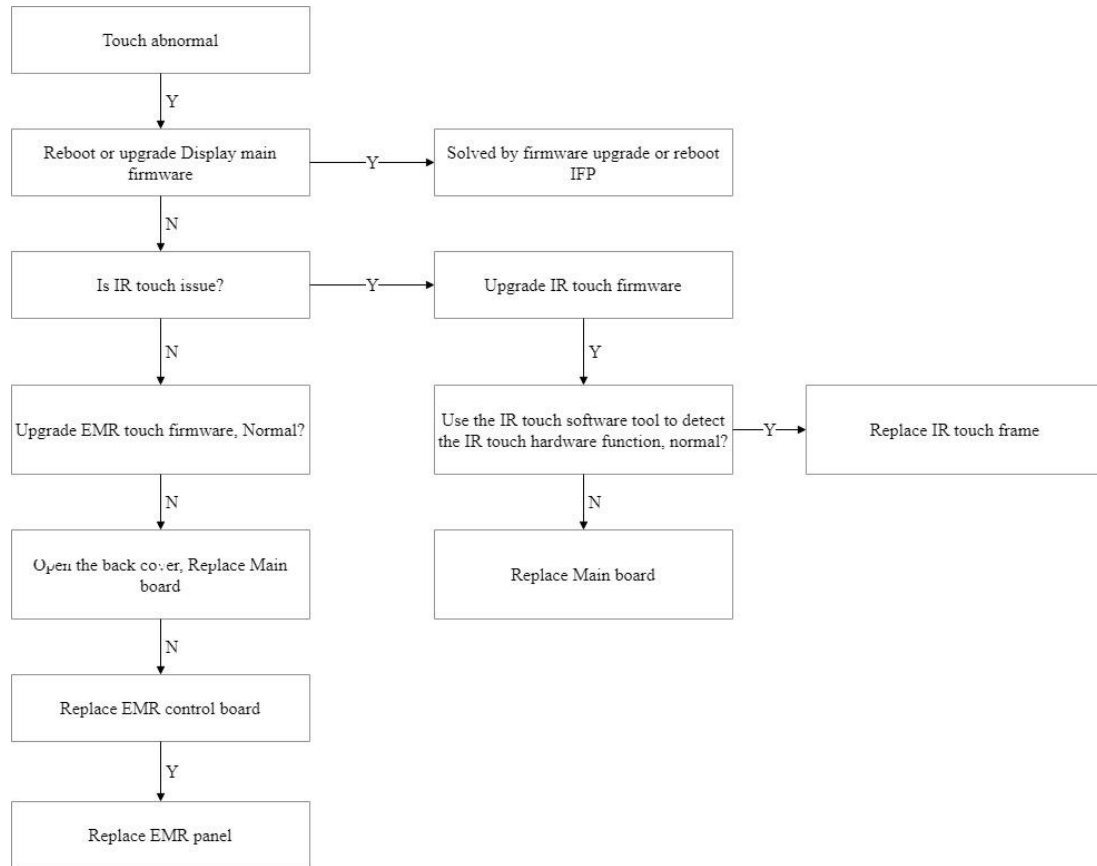 Touch abnormal
Y
Reboot or upgrade Display main
firmware
Y
Solved by firmware upgrade or reboot
IFP
N
Is IR touch issue?
Y
Upgrade IR touch firmware
N
Y
Upgrade EMR touch firmware, Normal?
Use the IR touch software tool to detect
the IR touch hardware function, normal?
Y
Replace IR touch frame
N
N
Open the back cover, Replace Main
board
Replace Main board
N
Replace EMR control board
Y
Replace EMR panel